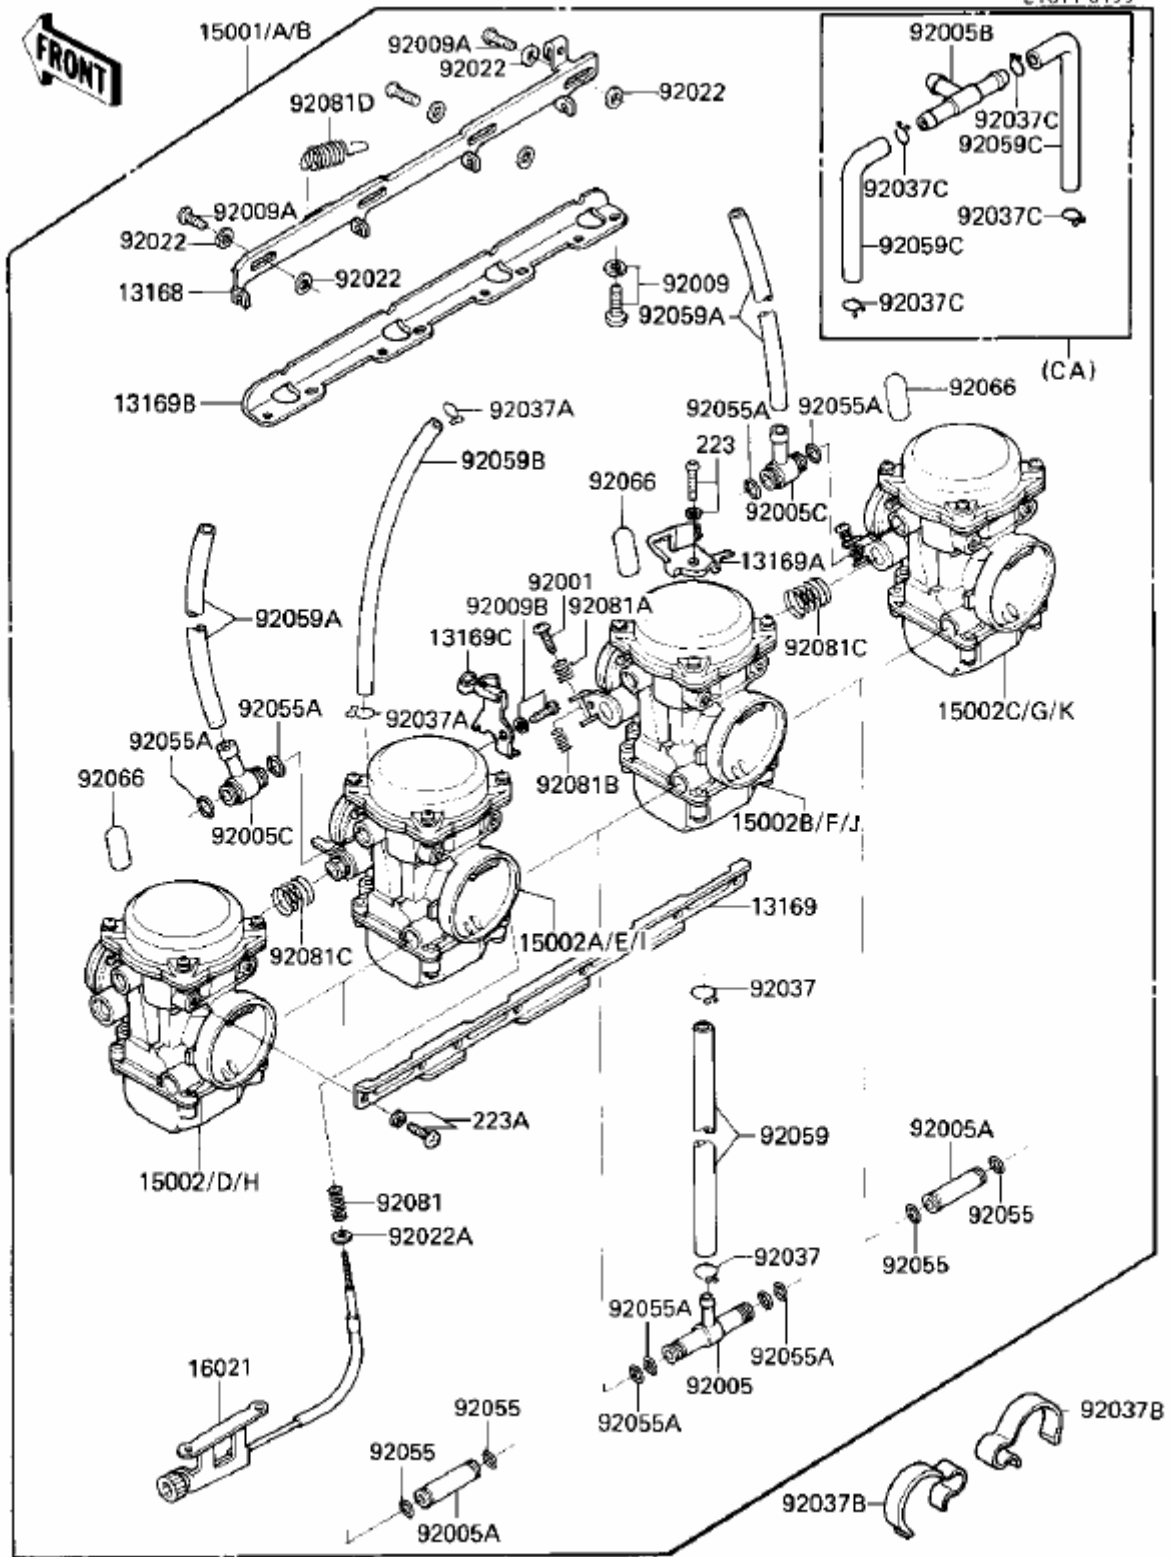 FRONT
15001/A/B
92009A
92022
92081D
92022
92005B
92037C
92059C
92037C
92037C
92059C
92037C
(CA)
92009A
92022
13168
92022
92009
92059A
13169B
92037A
92059B
92055A
92055A
92066
223
92066
92005C
13169A
92001
92009B
92081A
13169C
92081C
92059A
15002C/G/K
92055A
92037A
92055A
92066
92081B
92005C
15002B/F/J
13169
15002A/E/I
92081C
92037
223A
92059
92005A
15002/D/H
92081
92022A
92055
92055
92037
92055A
92055A
92005
92055A
16021
92055
92055
92005A
92037B
92037B